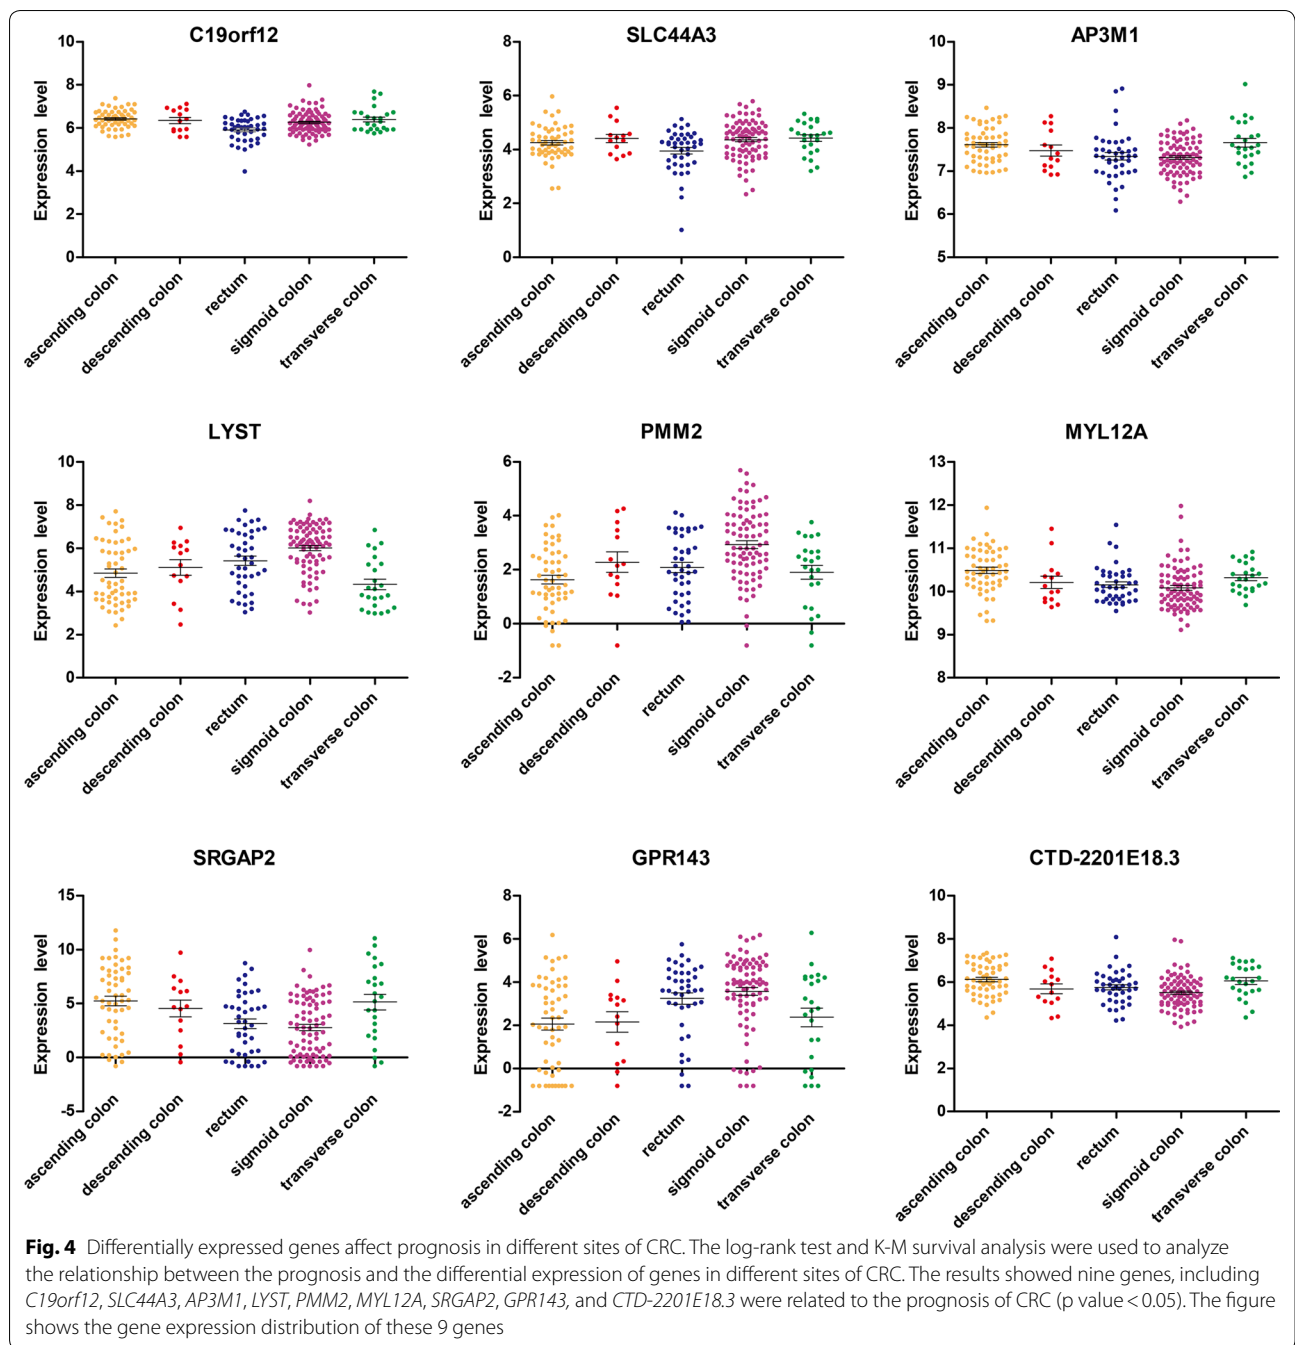 C19orf12
Expression level
10
8
6
4
2
0
ascending colon
descending colon
rectum
sigmoid colon
transverse colon
SLC44A3
Expression level
8
6
4
2
0
ascending colon
descending colon
rectum
sigmoid colon
transverse colon
AP3M1
Expression level
10
9
8
7
6
5
ascending colon
descending colon
rectum
sigmoid colon
transverse colon
LYST
Expression level
10
8
6
4
2
0
ascending colon
descending colon
rectum
sigmoid colon
transverse colon
PMM2
Expression level
6
4
2
0
-2
ascending colon
descending colon
rectum
sigmoid colon
transverse colon
MYL12A
Expression level
13
12
11
10
9
8
ascending colon
descending colon
rectum
sigmoid colon
transverse colon
SRGAP2
Expression level
15
10
5
0
-5
ascending colon
descending colon
rectum
sigmoid colon
transverse colon
GPR143
Expression level
8
6
4
2
0
-2
ascending colon
descending colon
rectum
sigmoid colon
transverse colon
CTD-2201E18.3
Expression level
10
8
6
4
2
0
ascending colon
descending colon
rectum
sigmoid colon
transverse colon
Fig. 4 Differentially expressed genes affect prognosis in different sites of CRC. The log-rank test and K-M survival analysis were used to analyze
the relationship between the prognosis and the differential expression of genes in different sites of CRC. The results showed nine genes, including
C19orf12, SLC44A3, AP3M1, LYST, PMM2, MYL12A, SRGAP2, GPR143, and CTD-2201E18.3 were related to the prognosis of CRC (p value < 0.05). The figure
shows the gene expression distribution of these 9 genes